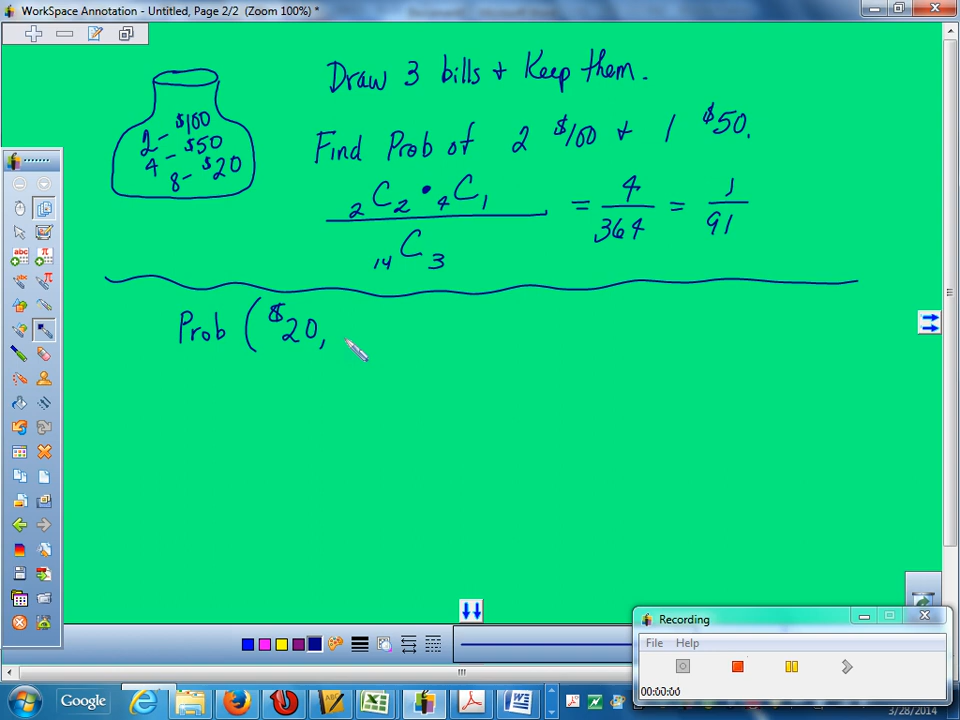 WorkSpace Annotation - Untitled, Page 2/2 (Zoom 100%) *
Draw 3 bills + Keep them.
2 - $100
4 - $50
8 - $20
Find Prob of 2 $100 + 1 $50.
2C2 • 4C1
14C3
= 4/364 = 1/91
Prob ($20,
Recording
File Help
00:00:00
Google
3/28/2014